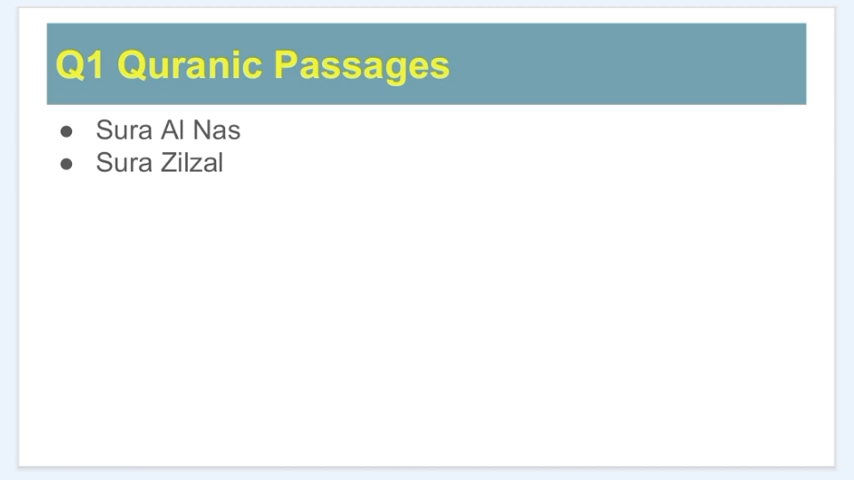 Q1 Quranic Passages
● Sura Al Nas
● Sura Zilzal